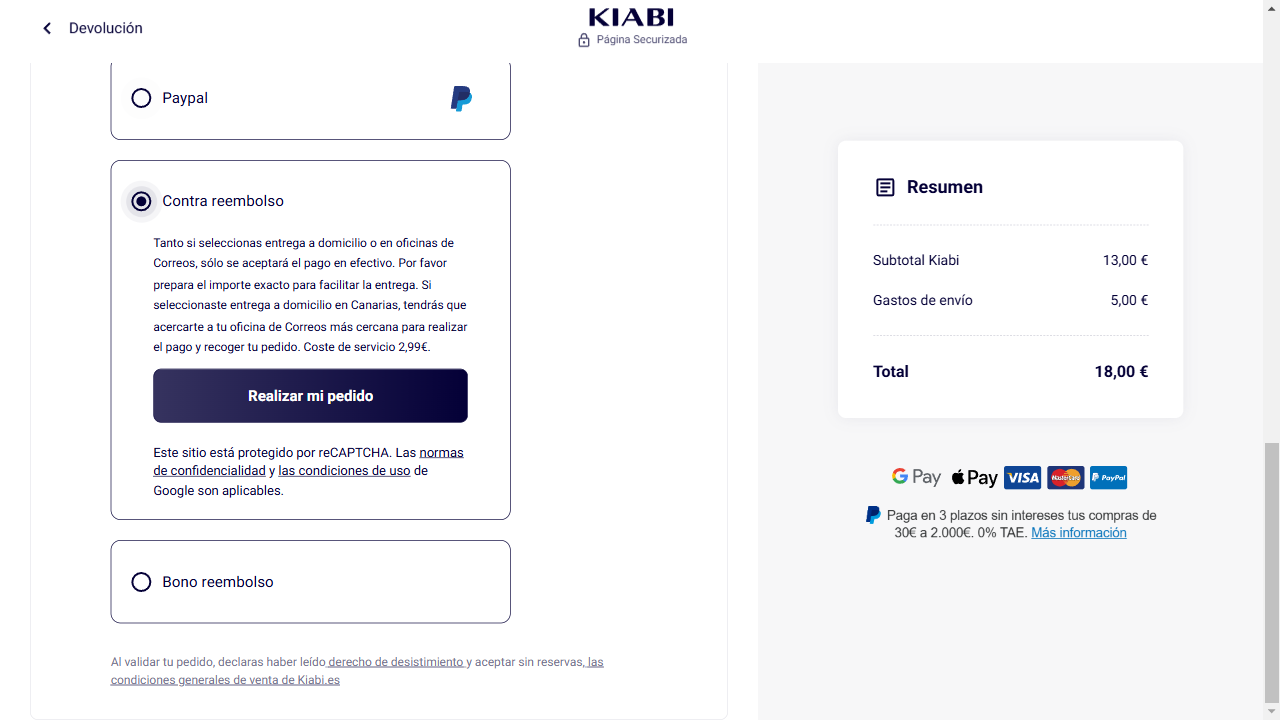 Devolución
KIABI
Página Securizada
Paypal
Contra reembolso
Tanto si seleccionas entrega a domicilio o en oficinas de
Correos, sólo se aceptará el pago en efectivo. Por favor
prepara el importe exacto para facilitar la entrega. Si
seleccionaste entrega a domicilio en Canarias, tendrás que
acercarte a tu oficina de Correos más cercana para realizar
el pago y recoger tu pedido. Coste de servicio 2,99€.
Realizar mi pedido
Este sitio está protegido por reCAPTCHA. Las normas
de confidencialidad y las condiciones de uso de
Google son aplicables.
Bono reembolso
Al validar tu pedido, declaras haber leído derecho de desistimiento y aceptar sin reservas, las
condiciones generales de venta de Kiabi.es
Resumen
Subtotal Kiabi 13,00 €
Gastos de envío 5,00 €
Total 18,00 €
G Pay Pay VISA MasterCard PayPal
Paga en 3 plazos sin intereses tus compras de
30€ a 2.000€. 0% TAE. Más información